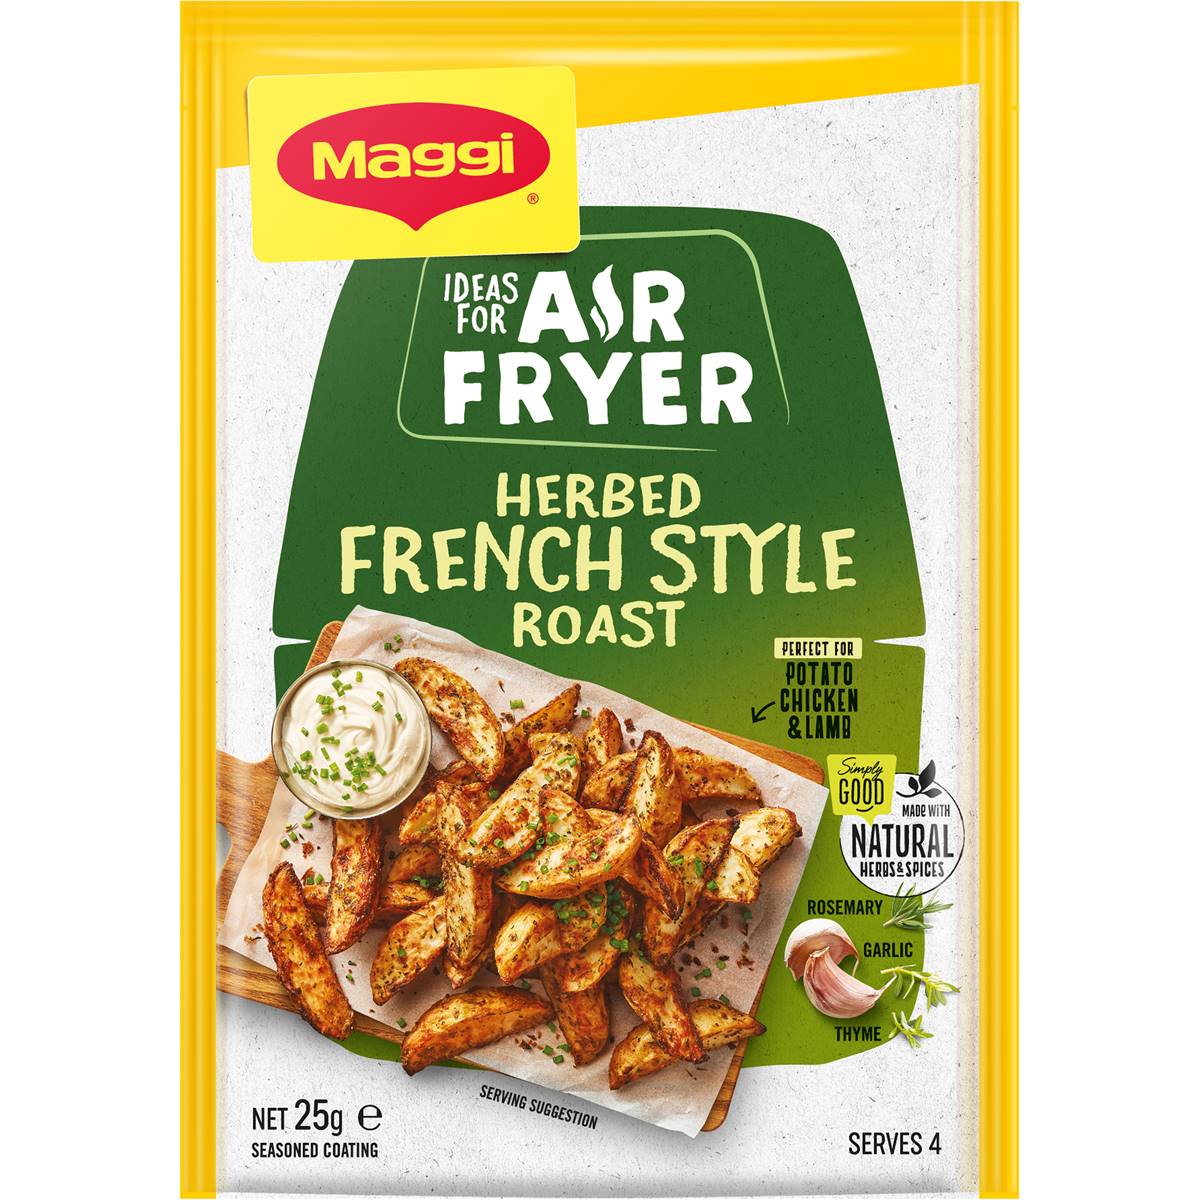 Maggi
®
IDEAS
FOR
AIR
FRYER
HERBED
FRENCH STYLE
ROAST
PERFECT FOR
POTATO
CHICKEN
& LAMB
Simply
GOOD
MADE WITH
NATURAL
HERBS & SPICES
ROSEMARY
GARLIC
THYME
SERVING SUGGESTION
NET 25g ℮
SEASONED COATING
SERVES 4